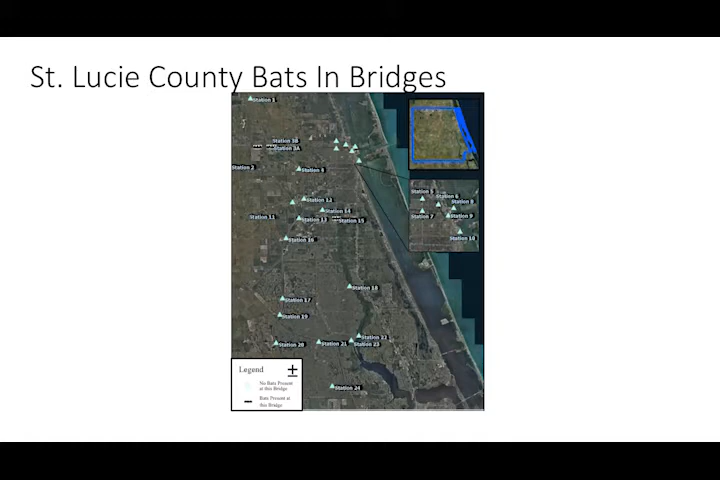 St. Lucie County Bats In Bridges
Station 1
Station 3B
Station 3A
Station 2
Station 4
Station 12
Station 14
Station 11
Station 13
Station 15
Station 16
Station 5
Station 6
Station 8
Station 7
Station 9
Station 10
Station 18
Station 17
Station 19
Station 22
Station 20
Station 21
Station 23
Station 24
Legend
No Bats Present
at this Bridge
Bats Present at
this Bridge